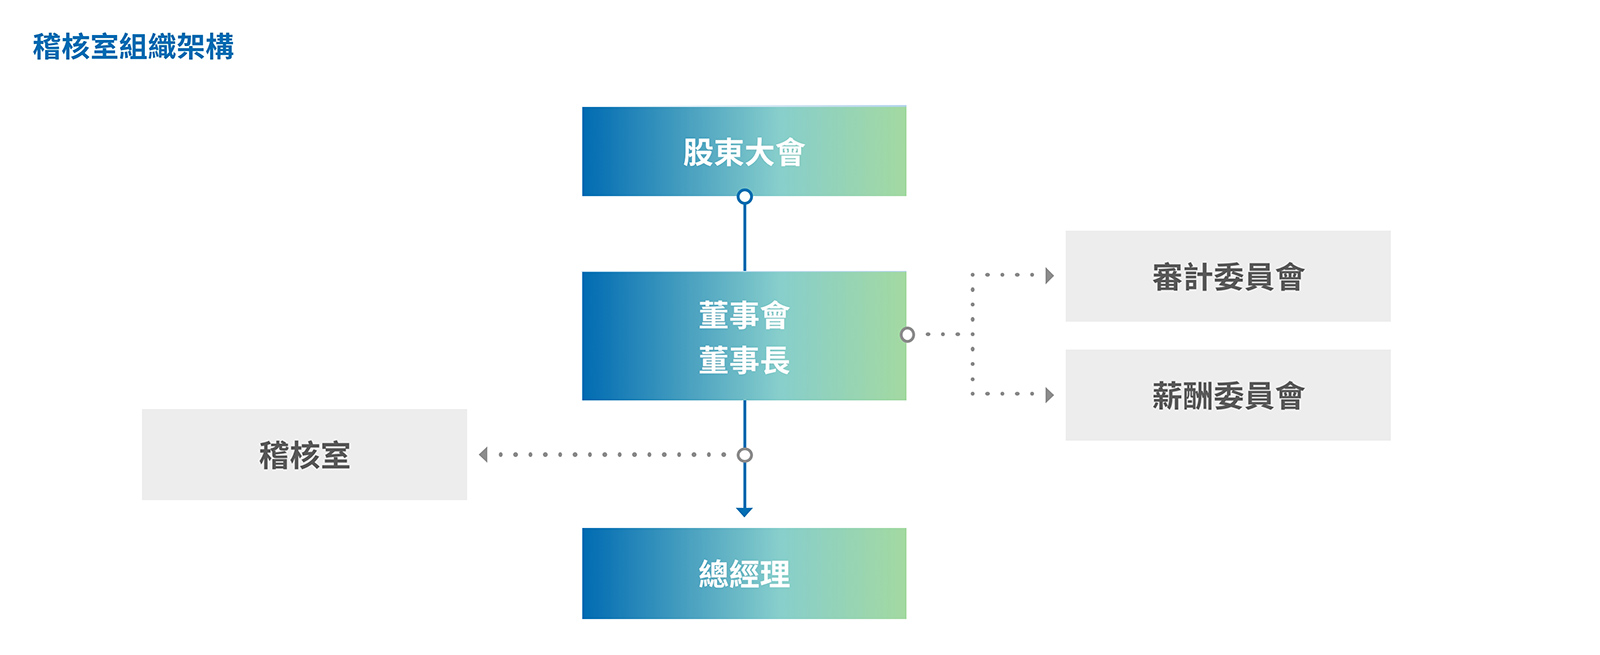 稽核室組織架構
股東大會
董事會
董事長
審計委員會
薪酬委員會
稽核室
總經理